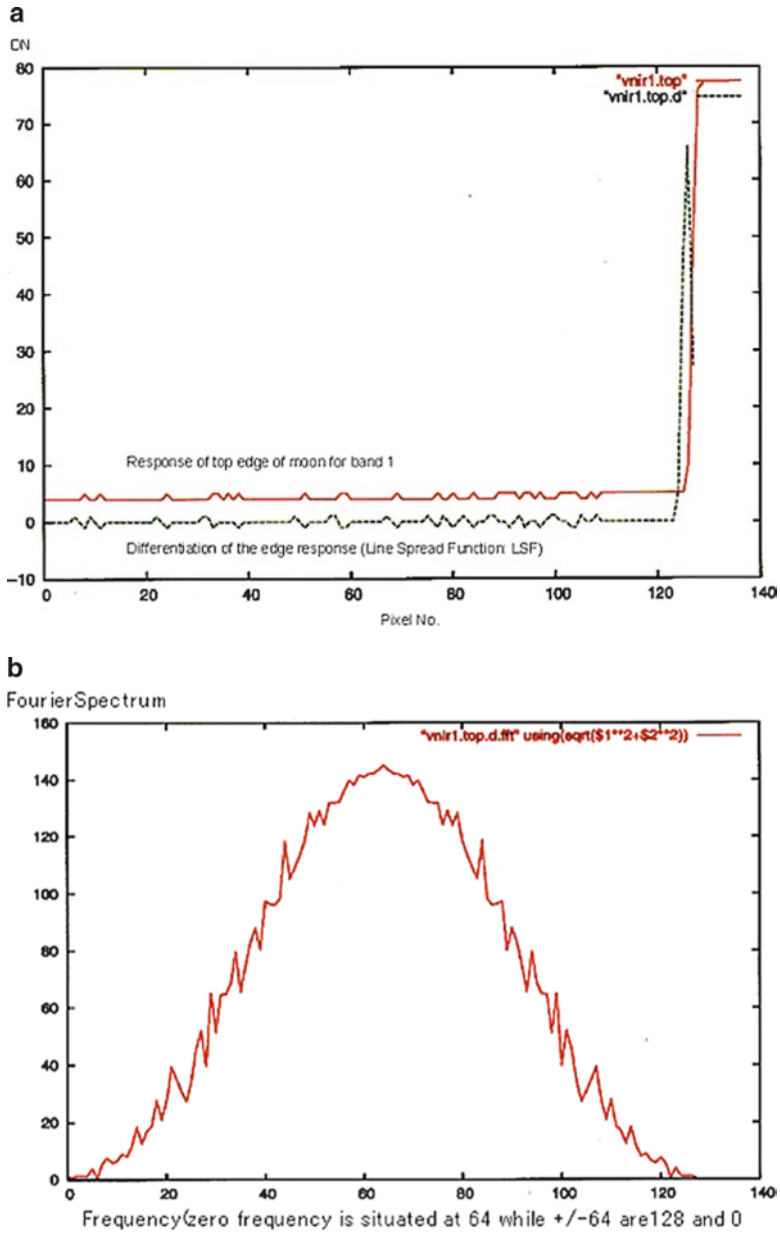 a
DN
80
70
60
50
40
30
20
10
0
−10
"vnir1.top"
"vnir1.top.d"
Response of top edge of moon for band 1
Differentiation of the edge response (Line Spread Function: LSF)
0 20 40 60 80 100 120 140
Pixel No.
b
FourierSpectrum
160
140
120
100
80
60
40
20
0
"vnir1.top.d.fft" using(sqrt($1**2+$2**2))
0 20 40 60 80 100 120 140
Frequency(zero frequency is situated at 64 while +/-64 are128 and 0